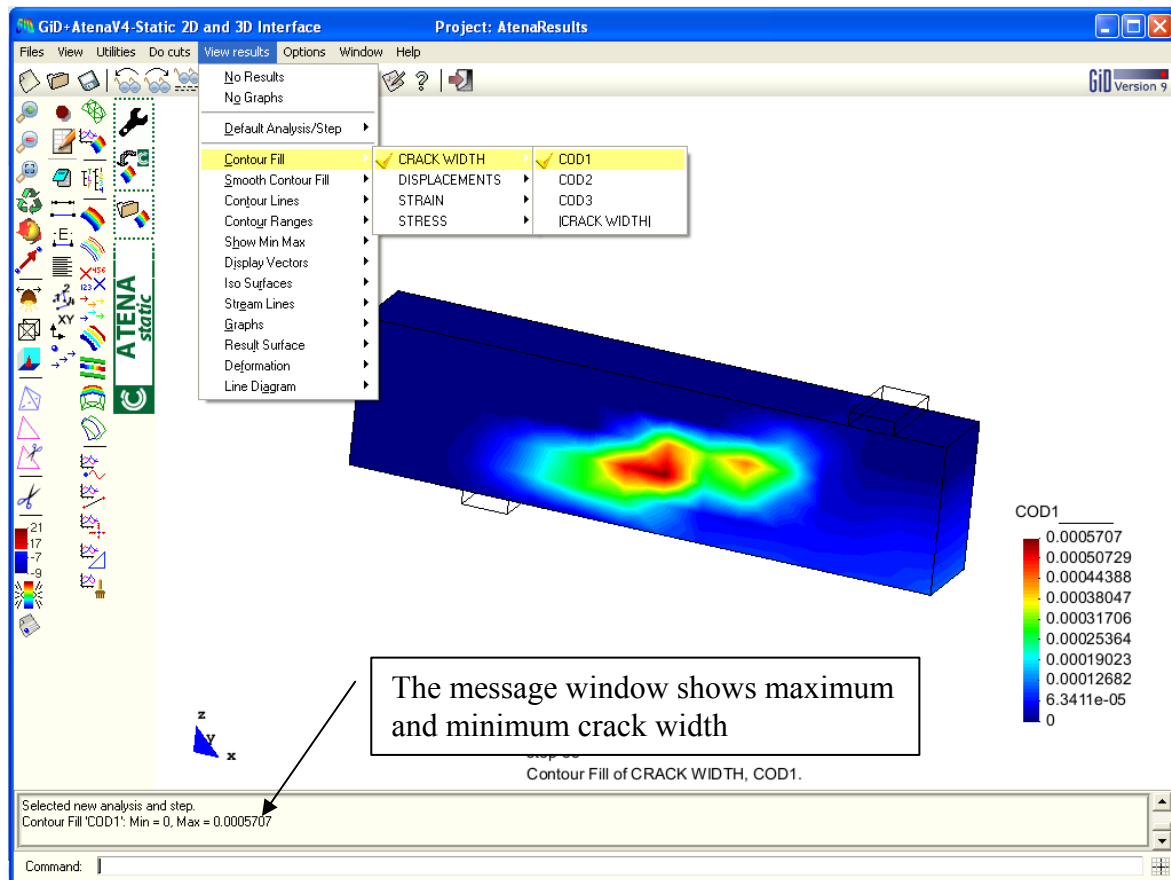 GiD+AtenaV4-Static 2D and 3D Interface Project: AtenaResults
Files View Utilities Do cuts View results Options Window Help
GiD Version 9
No Results
No Graphs
Default Analysis/Step
Contour Fill
Smooth Contour Fill
Contour Lines
Contour Ranges
Show Min Max
Display Vectors
Iso Surfaces
Stream Lines
Graphs
Result Surface
Deformation
Line Diagram
CRACK WIDTH
DISPLACEMENTS
STRAIN
STRESS
COD1
COD2
COD3
|CRACK WIDTH|
ATENA
static
E
XY
21
17
-7
-9
COD1
0.0005707
0.00050729
0.00044388
0.00038047
0.00031706
0.00025364
0.00019023
0.00012682
6.3411e-05
0
The message window shows maximum
and minimum crack width
z
y
x
Contour Fill of CRACK WIDTH, COD1.
Selected new analysis and step.
Contour Fill 'COD1': Min = 0, Max = 0.0005707
Command: